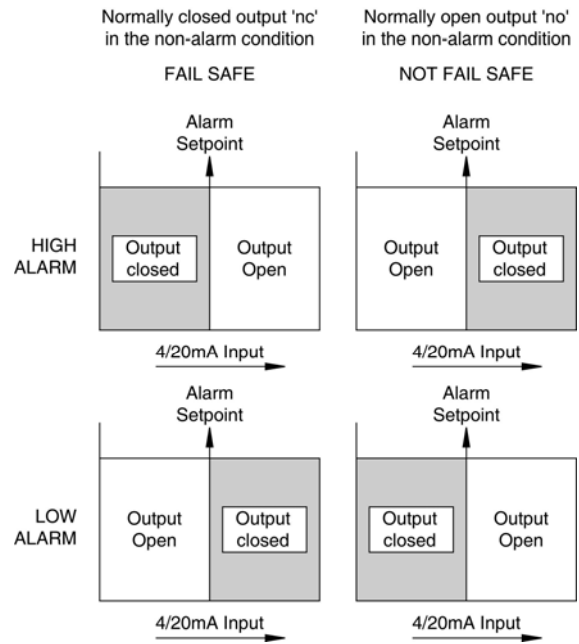 Normally closed output 'nc'
in the non-alarm condition
FAIL SAFE
Normally open output 'no'
in the non-alarm condition
NOT FAIL SAFE
HIGH
ALARM
Alarm
Setpoint
Output
closed
Output
Open
4/20mA Input
Alarm
Setpoint
Output
Open
Output
closed
4/20mA Input
LOW
ALARM
Alarm
Setpoint
Output
Open
Output
closed
4/20mA Input
Alarm
Setpoint
Output
closed
Output
Open
4/20mA Input